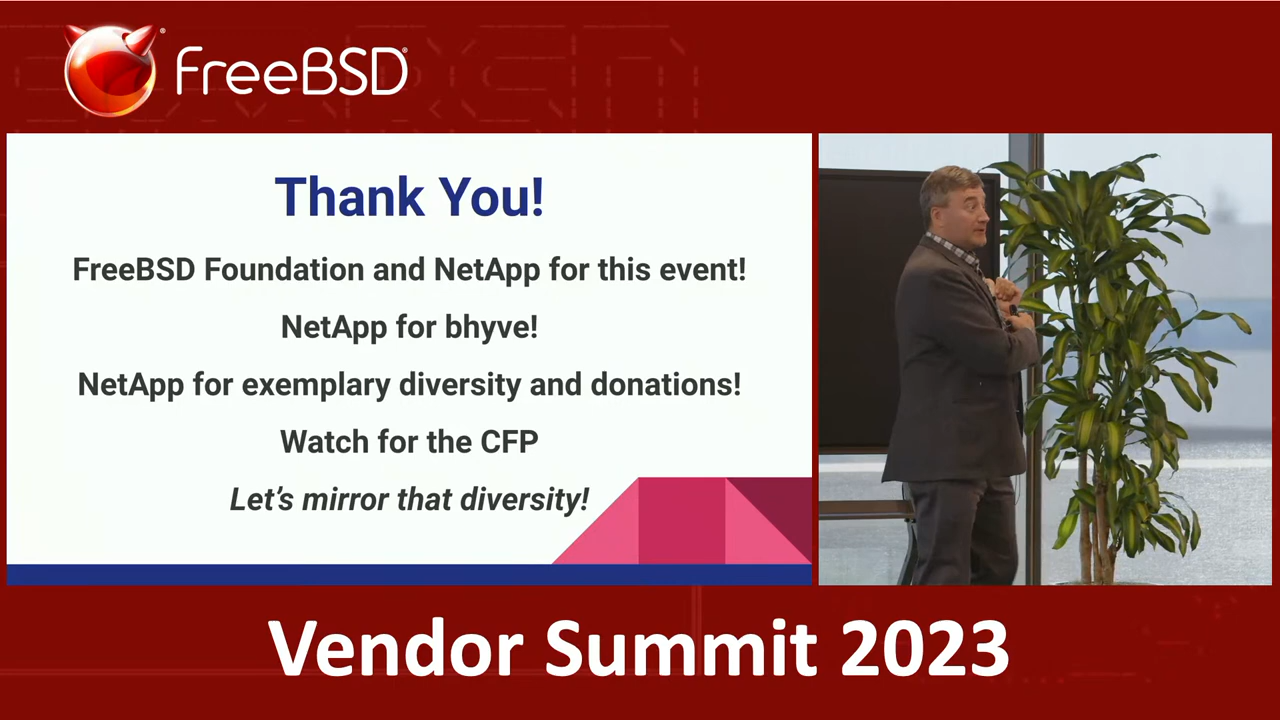 FreeBSD
Thank You!
FreeBSD Foundation and NetApp for this event!
NetApp for bhyve!
NetApp for exemplary diversity and donations!
Watch for the CFP
Let's mirror that diversity!
Vendor Summit 2023